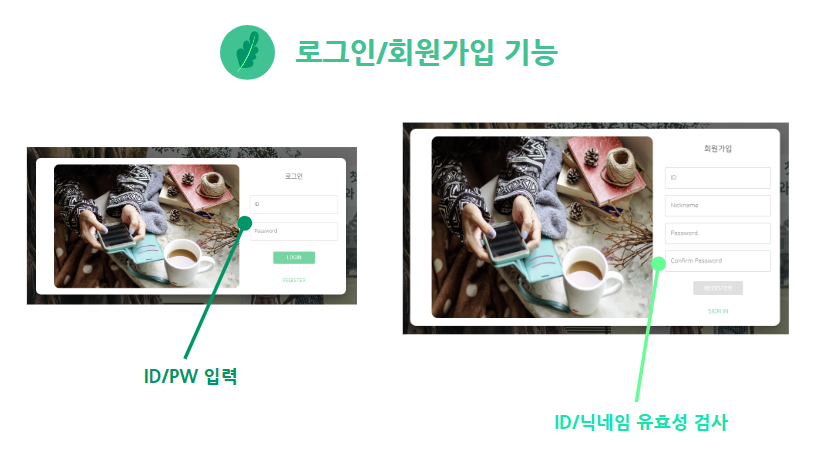 로그인/회원가입 기능
로그인
ID
Password
LOGIN
REGISTER
ID/PW 입력
회원가입
ID
Nickname
Password
Confirm Password
REGISTER
SIGN IN
ID/닉네임 유효성 검사